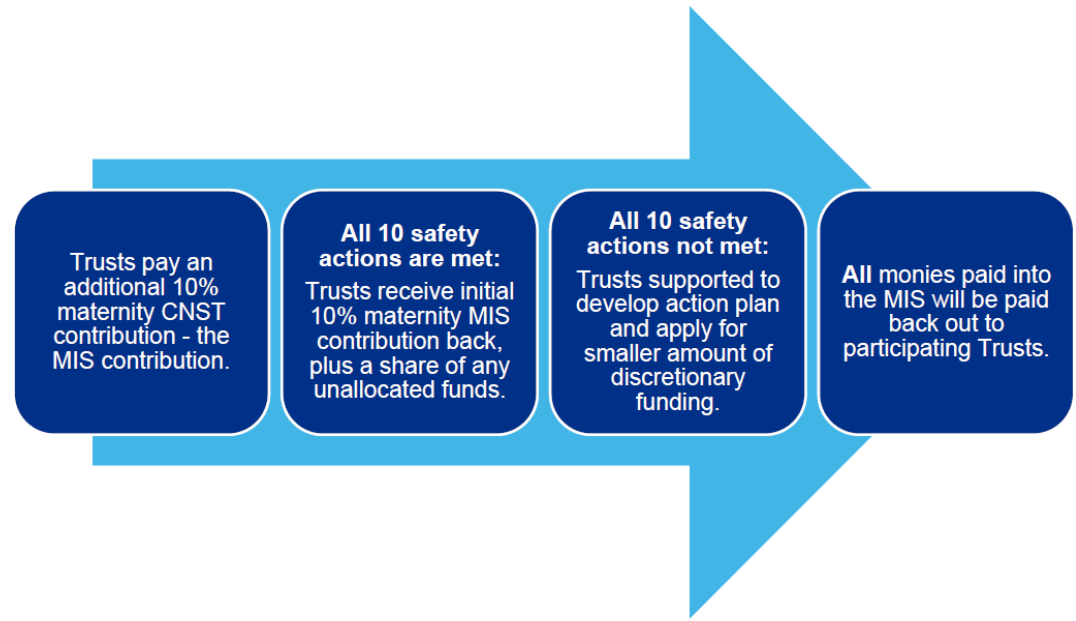 Trusts pay an
additional 10%
maternity CNST
contribution - the
MIS contribution.
All 10 safety
actions are met:
Trusts receive initial
10% maternity MIS
contribution back,
plus a share of any
unallocated funds.
All 10 safety
actions not met:
Trusts supported to
develop action plan
and apply for
smaller amount of
discretionary
funding.
All monies paid into
the MIS will be paid
back out to
participating Trusts.